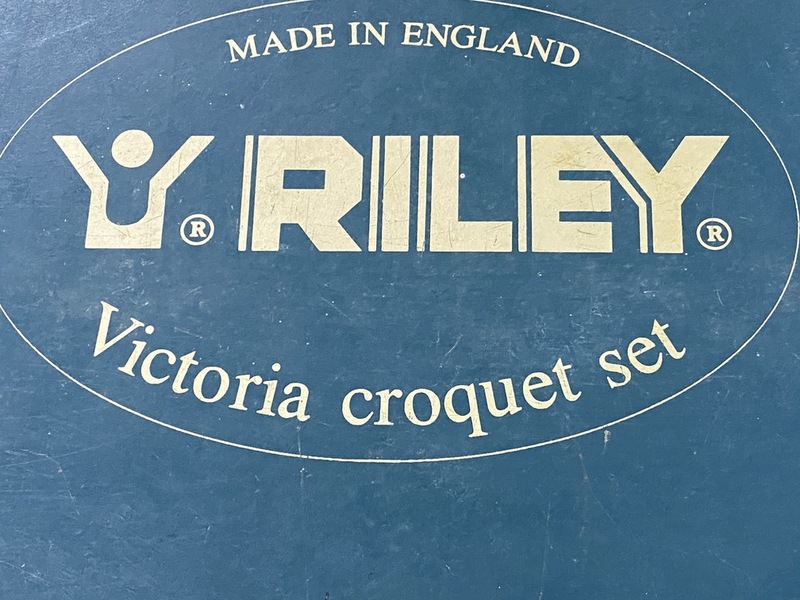 MADE IN ENGLAND
® RILEY®
Victoria croquet set